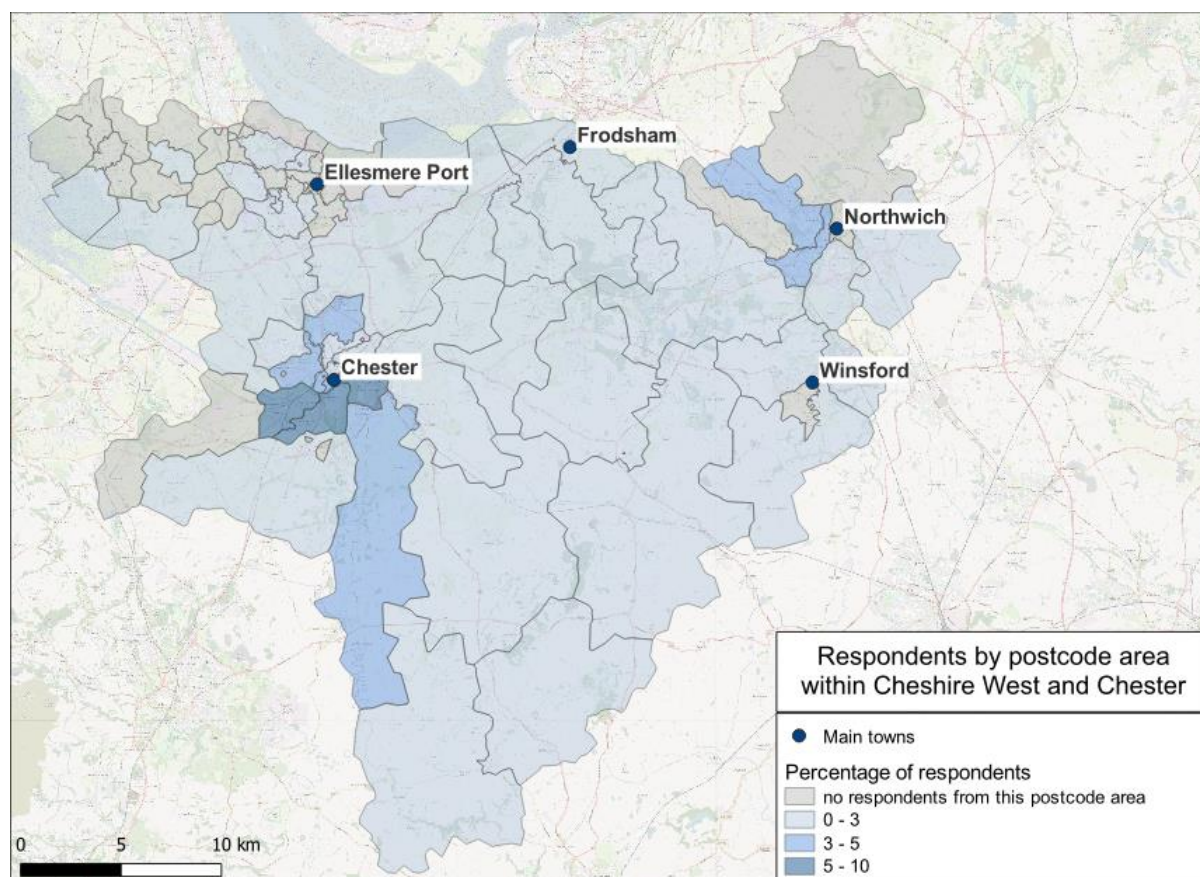 Frodsham
Ellesmere Port
Northwich
Chester
Winsford
Respondents by postcode area
within Cheshire West and Chester
Main towns
Percentage of respondents
no respondents from this postcode area
0 - 3
3 - 5
5 - 10
0 5 10 km